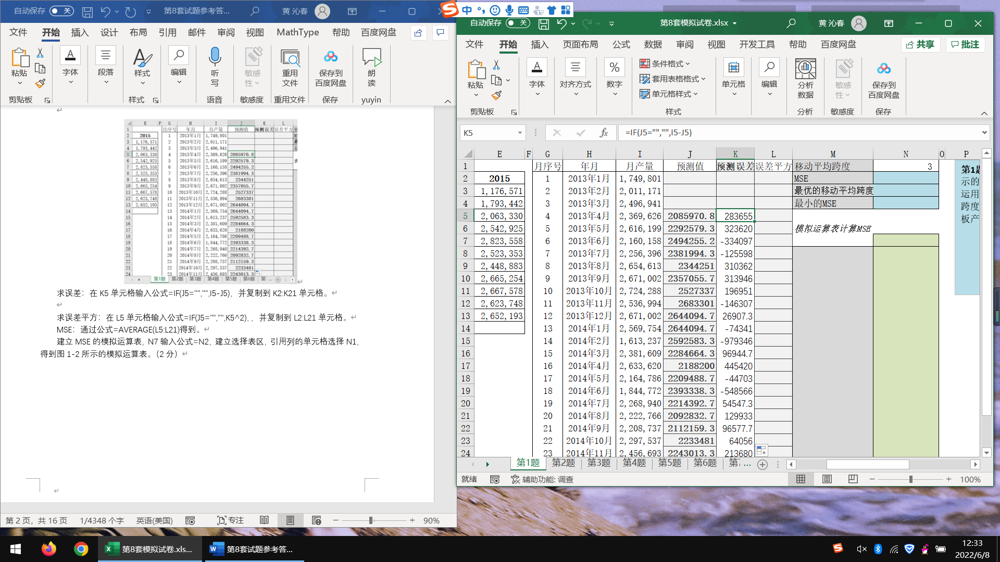 自动保存 关 第8套试题参考答... 黄 沁春
文件 开始 插入 设计 布局 引用 邮件 审阅 视图 MathType 帮助 百度网盘
粘贴 字体 段落 样式 编辑 听写 敏感性 重用文件 保存到百度网盘 朗读
剪贴板 样式 语音 敏感度 重用文件 保存 yuyin
求误差：在 K5 单元格输入公式=IF(J5="","",I5-J5)，并复制到 K2:K21 单元格。
求误差平方：在 L5 单元格输入公式=IF(J5="","",K5^2),，并复制到 L2:L21 单元格。
MSE：通过公式=AVERAGE(L5:L21)得到。
建立 MSE 的模拟运算表，N7 输入公式=N2，建立选择表区，引用列的单元格选择 N1，
得到图 1-2 所示的模拟运算表。（2 分）
第 2 页，共 16 页 1/4348 个字 英语(美国) 专注 90%
中
自动保存 关 第8套模拟试卷.xlsx 黄 沁春
文件 开始 插入 页面布局 公式 数据 审阅 视图 开发工具 帮助 百度网盘 共享 批注
粘贴 字体 对齐方式 数字 条件格式 套用表格格式 单元格样式 单元格 编辑 分析数据 敏感性 保存到百度网盘
剪贴板 样式 分析 敏感度 保存
K5 =IF(J5="","",I5-J5)
E F G H I J K L M N O P
1 月序号 年月 月产量 预测值 预测误差 误差平方 移动平均跨度 3 第1题
2 2015 1 2013年1月 1,749,801 MSE 示的
3 1,176,571 2 2013年2月 2,011,171 最优的移动平均跨度 运用
4 1,793,442 3 2013年3月 2,496,941 最小的MSE 跨度
5 2,063,330 4 2013年4月 2,369,626 2085970.8 283655 板产
6 2,542,925 5 2013年5月 2,616,199 2292579.3 323620 模拟运算表计算MSE
7 2,823,558 6 2013年6月 2,160,158 2494255.2 -334097
8 2,523,353 7 2013年7月 2,256,396 2381994.3 -125598
9 2,448,883 8 2013年8月 2,654,613 2344251 310362
10 2,665,254 9 2013年9月 2,671,002 2357055.7 313946
11 2,667,578 10 2013年10月 2,724,288 2527337 196951
12 2,623,748 11 2013年11月 2,536,994 2683301 -146307
13 2,652,193 12 2013年12月 2,671,002 2644094.7 26907.3
14 13 2014年1月 2,569,754 2644094.7 -74341
15 14 2014年2月 1,613,237 2592583.3 -979346
16 15 2014年3月 2,381,609 2284664.3 96944.7
17 16 2014年4月 2,633,620 2188200 445420
18 17 2014年5月 2,164,786 2209488.7 -44703
19 18 2014年6月 1,844,772 2393338.3 -548566
20 19 2014年7月 2,268,940 2214392.7 54547.3
21 20 2014年8月 2,222,766 2092832.7 129933
22 21 2014年9月 2,208,737 2112159.3 96577.7
23 22 2014年10月 2,297,537 2233481 64056
24 23 2014年11月 2,456,693 2243013.3 213680
第1题 第2题 第3题 第4题 第5题 第6题 ...
就绪 辅助功能: 调查 100%
第8套模拟试卷.xls... 第8套试题参考答...
12:33
2022/6/8